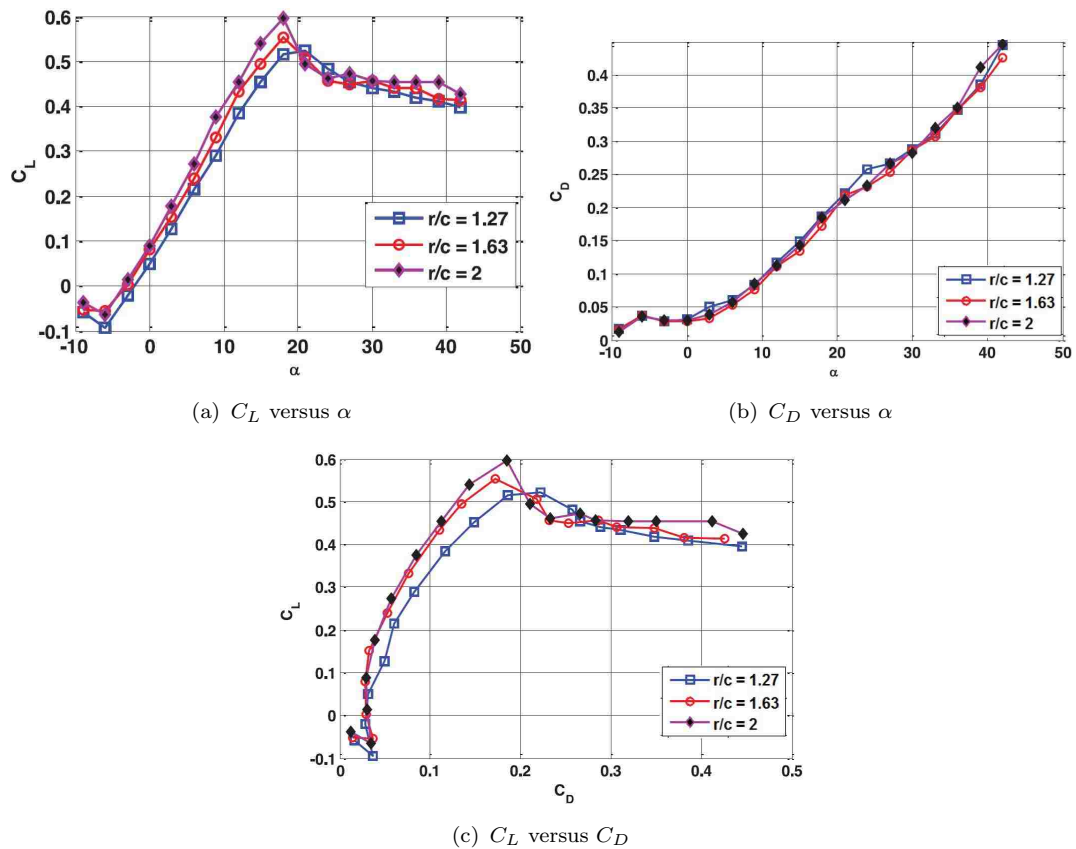 0.6
0.5
0.4
0.3
0.2
0.1
0
-0.1
C_L
-10
0
10
20
30
40
50
α
r/c = 1.27
r/c = 1.63
r/c = 2
(a) C_L versus α
0.4
0.35
0.3
0.25
0.2
0.15
0.1
0.05
0
C_D
-10
0
10
20
30
40
50
α
r/c = 1.27
r/c = 1.63
r/c = 2
(b) C_D versus α
0.6
0.5
0.4
0.3
0.2
0.1
0
-0.1
C_L
0
0.1
0.2
0.3
0.4
0.5
C_D
r/c = 1.27
r/c = 1.63
r/c = 2
(c) C_L versus C_D